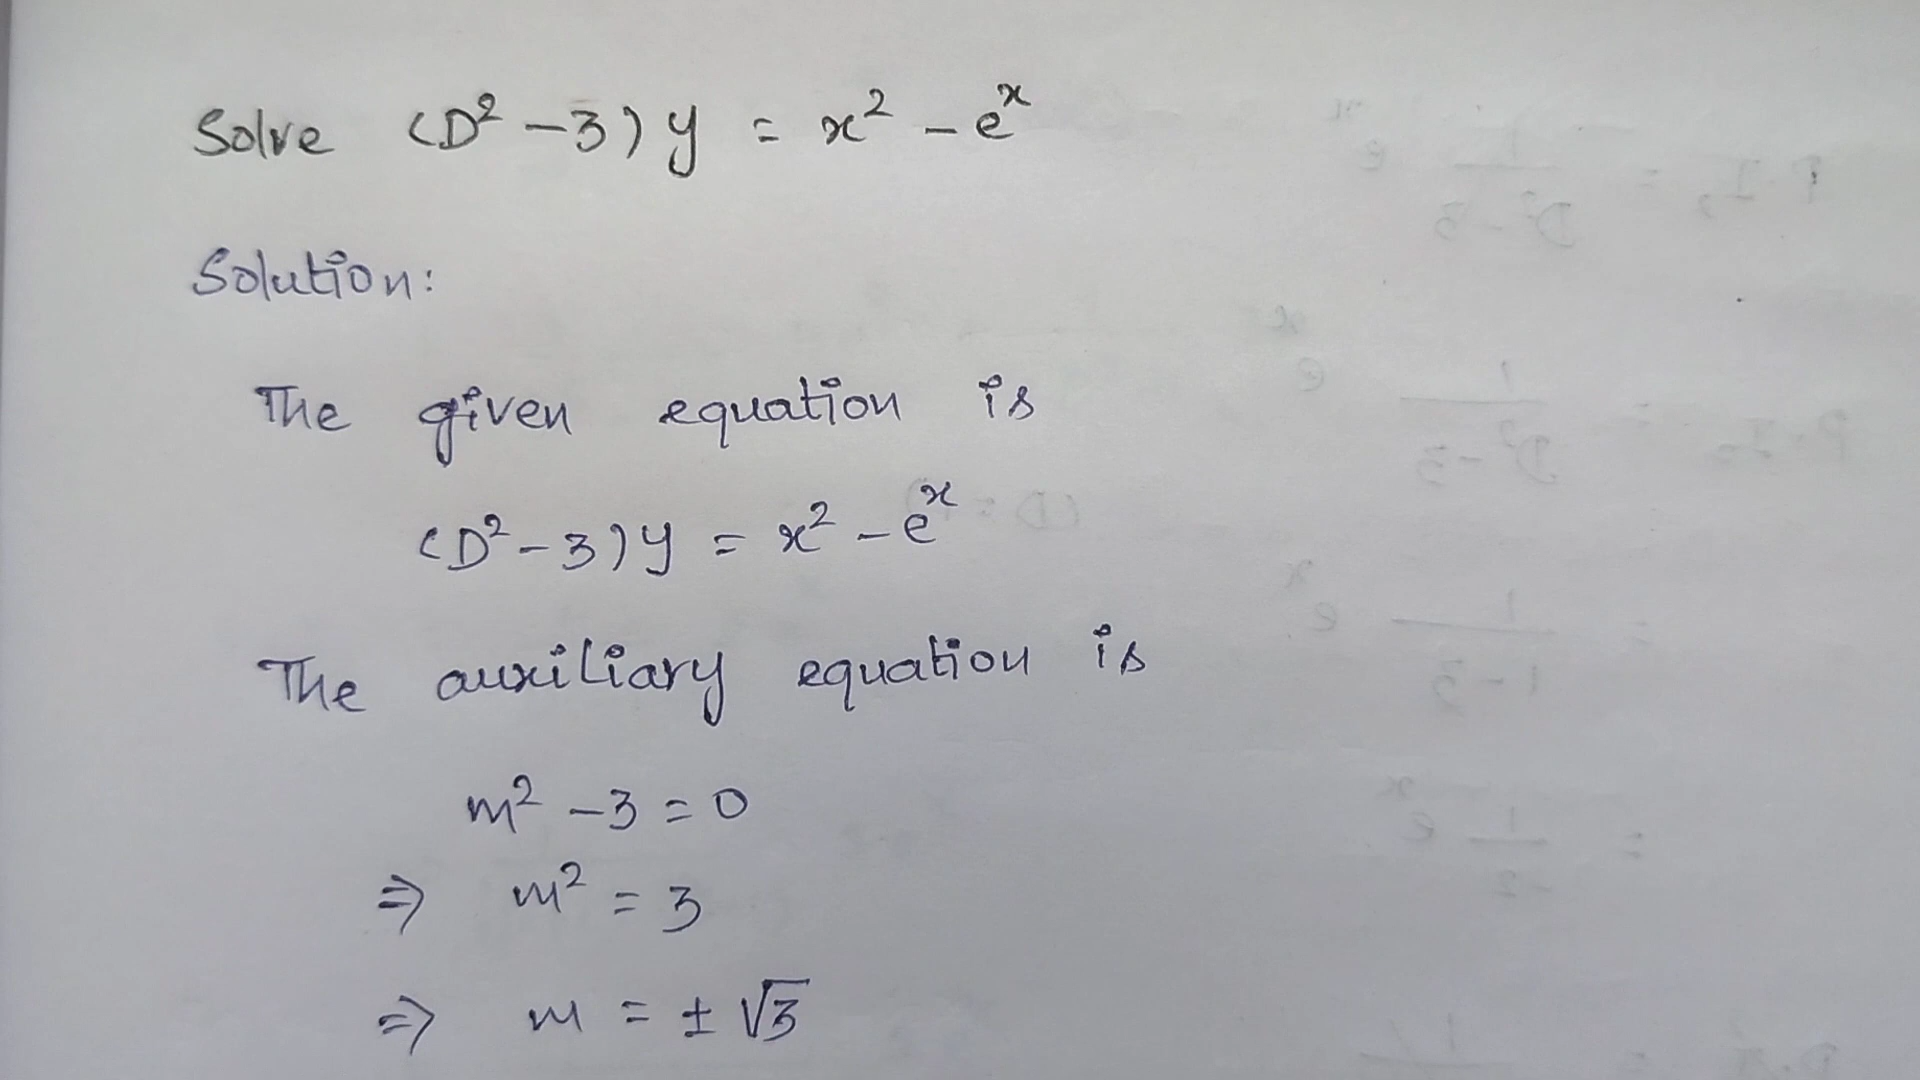 Solve (D² - 3) y = x² - eˣ
Solution:
The given equation is
(D² - 3) y = x² - eˣ
The auxiliary equation is
m² - 3 = 0
⇒ m² = 3
⇒ m = ± √3